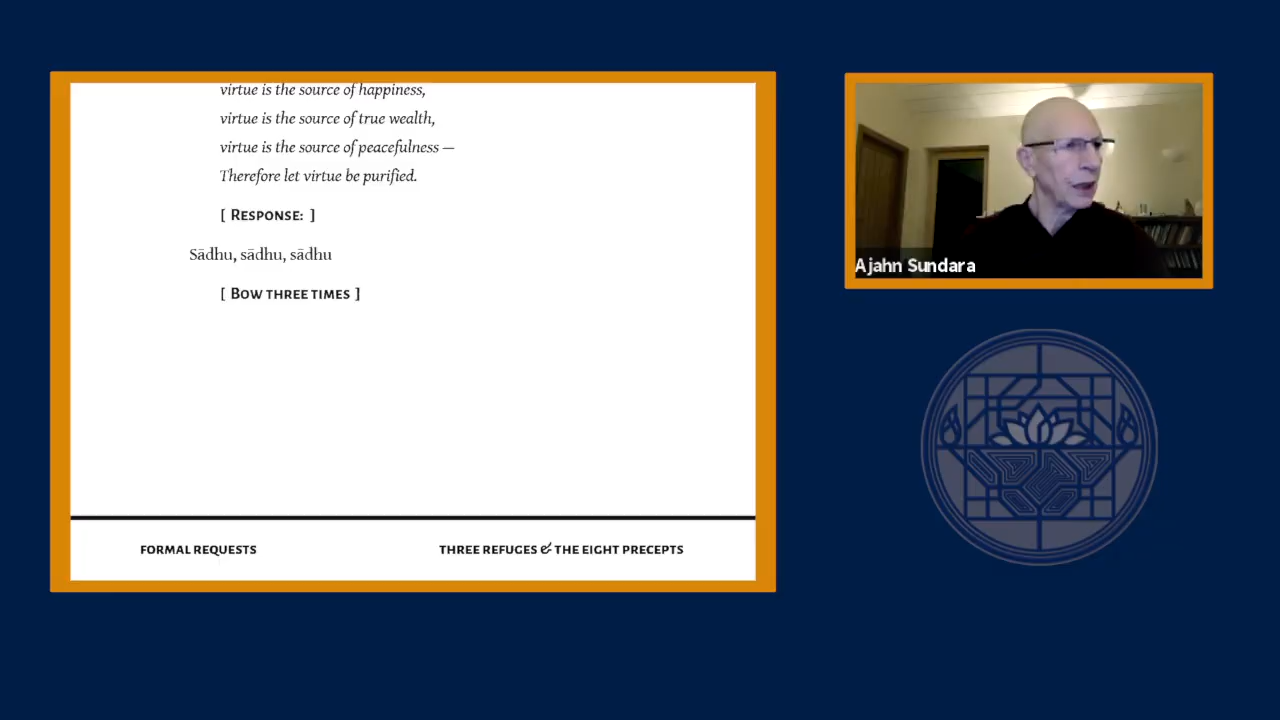 virtue is the source of happiness,
virtue is the source of true wealth,
virtue is the source of peacefulness —
Therefore let virtue be purified.
[ Response: ]
Sādhu, sādhu, sādhu
[ Bow three times ]
FORMAL REQUESTS
THREE REFUGES & THE EIGHT PRECEPTS
Ajahn Sundara